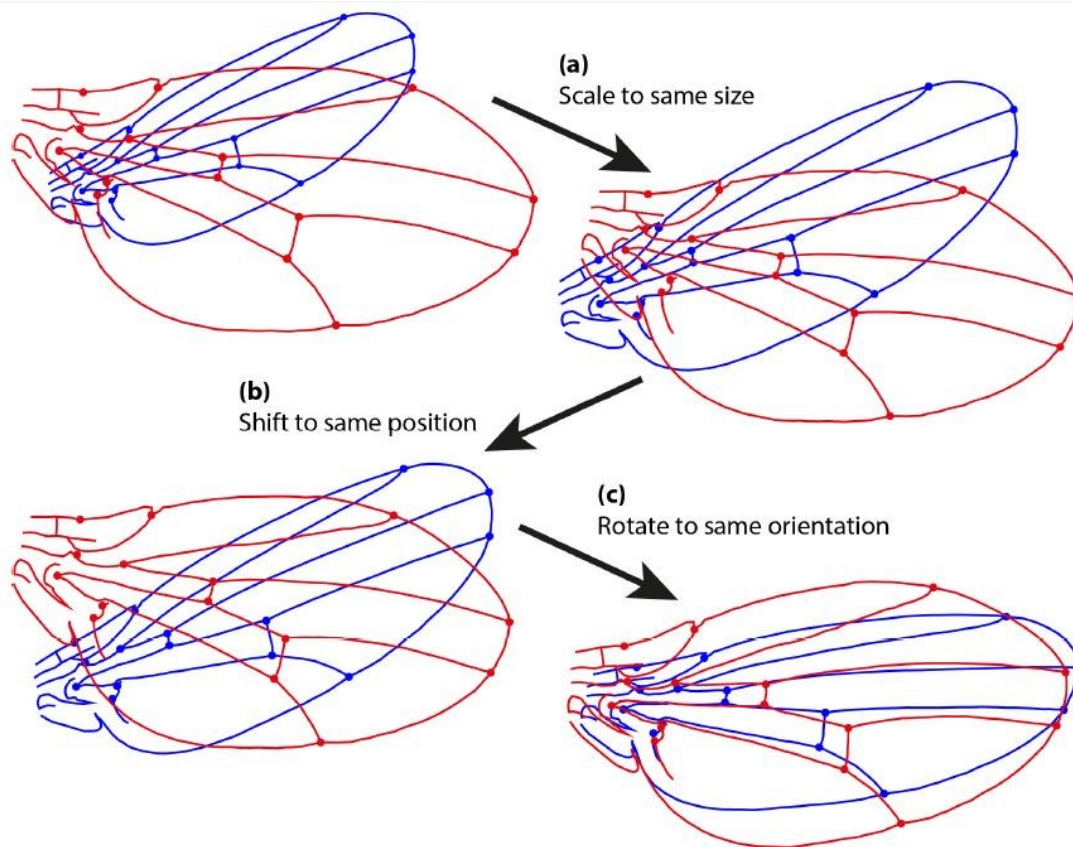 (a)
Scale to same size
(b)
Shift to same position
(c)
Rotate to same orientation